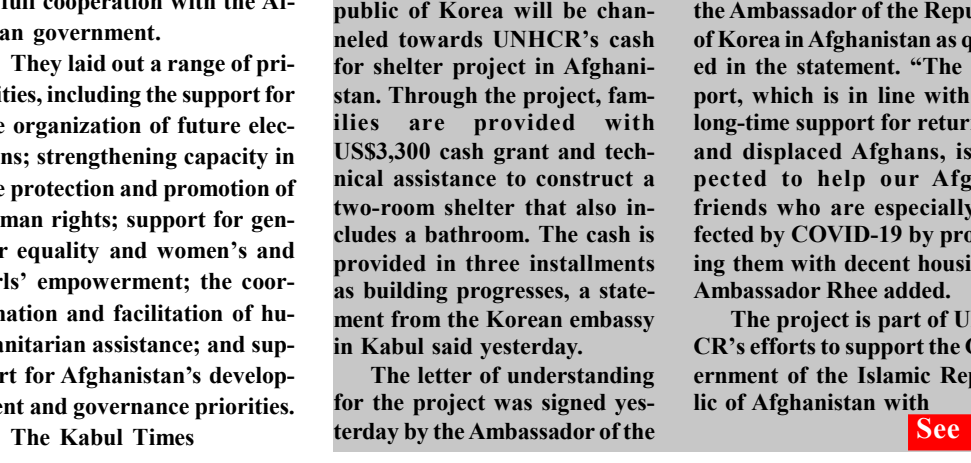 full cooperation with the Af-
an government.
They laid out a range of pri-
ities, including the support for
e organization of future elec-
ns; strengthening capacity in
e protection and promotion of
man rights; support for gen-
r equality and women's and
rls' empowerment; the coor-
nation and facilitation of hu-
anitarian assistance; and sup-
rt for Afghanistan's develop-
ent and governance priorities.
The Kabul Times
public of Korea will be chan-
neled towards UNHCR's cash
for shelter project in Afghani-
stan. Through the project, fam-
ilies are provided with
US$3,300 cash grant and tech-
nical assistance to construct a
two-room shelter that also in-
cludes a bathroom. The cash is
provided in three installments
as building progresses, a state-
ment from the Korean embassy
in Kabul said yesterday.
The letter of understanding
for the project was signed yes-
terday by the Ambassador of the
the Ambassador of the Repu
of Korea in Afghanistan as q
ed in the statement. “The
port, which is in line with
long-time support for retur
and displaced Afghans, is
pected to help our Afg
friends who are especially
fected by COVID-19 by pro
ing them with decent housi
Ambassador Rhee added.
The project is part of U
CR's efforts to support the G
ernment of the Islamic Rep
lic of Afghanistan with
See